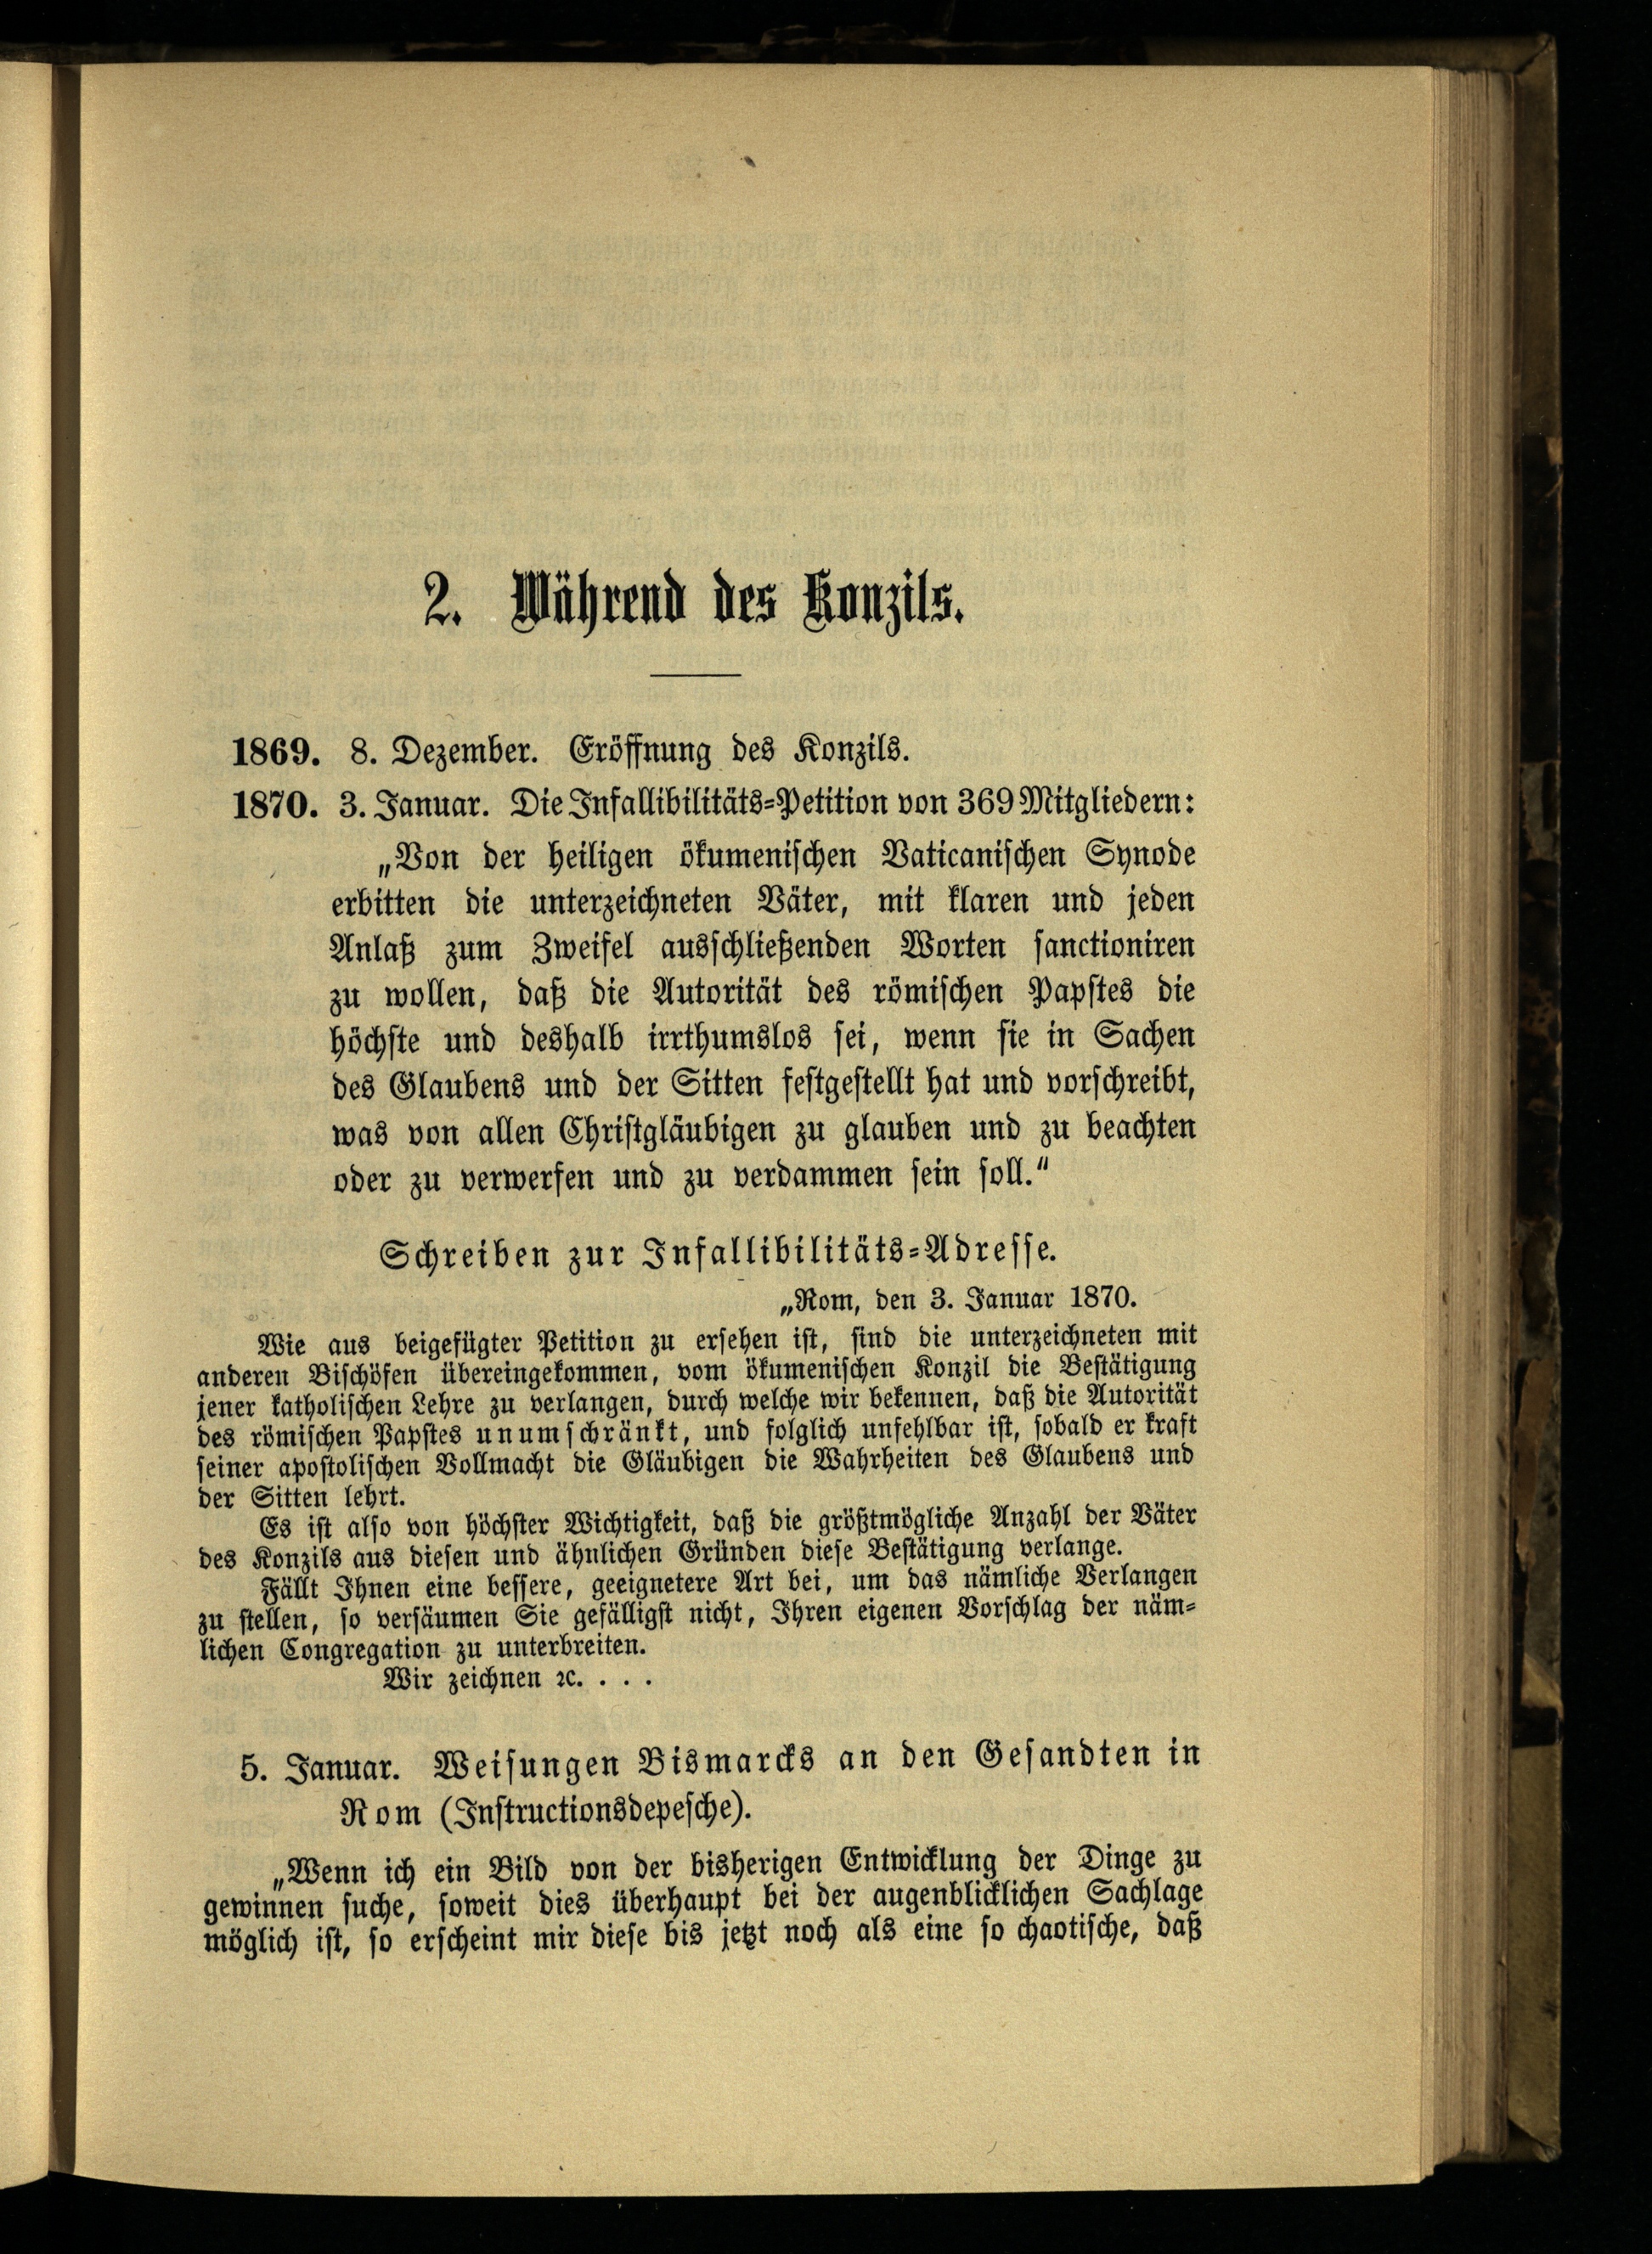 2. Während des Konzils.
1869. 8. Dezember. Eröffnung des Konzils.
1870. 3. Januar. Die Infallibilitäts-Petition von 369 Mitgliedern:
„Von der heiligen ökumenischen Vaticanischen Synode
erbitten die unterzeichneten Väter, mit klaren und jeden
Anlaß zum Zweifel ausschließenden Worten sanctioniren
zu wollen, daß die Autorität des römischen Papstes die
höchste und deshalb irrthumslos sei, wenn sie in Sachen
des Glaubens und der Sitten festgestellt hat und vorschreibt,
was von allen Christgläubigen zu glauben und zu beachten
oder zu verwerfen und zu verdammen sein soll.“
Schreiben zur Infallibilitäts-Adresse.
„Rom, den 3. Januar 1870.
Wie aus beigefügter Petition zu ersehen ist, sind die unterzeichneten mit
anderen Bischöfen übereingekommen, vom ökumenischen Konzil die Bestätigung
jener katholischen Lehre zu verlangen, durch welche wir bekennen, daß die Autorität
des römischen Papstes unumschränkt, und folglich unfehlbar ist, sobald er kraft
seiner apostolischen Vollmacht die Gläubigen die Wahrheiten des Glaubens und
der Sitten lehrt.
Es ist also von höchster Wichtigkeit, daß die größtmögliche Anzahl der Väter
des Konzils aus diesen und ähnlichen Gründen diese Bestätigung verlange.
Fällt Ihnen eine bessere, geeignetere Art bei, um das nämliche Verlangen
zu stellen, so versäumen Sie gefälligst nicht, Ihren eigenen Vorschlag der näm-
lichen Congregation zu unterbreiten.
Wir zeichnen ꝛc. . . .
5. Januar. Weisungen Bismarcks an den Gesandten in
Rom (Instructionsdepesche).
„Wenn ich ein Bild von der bisherigen Entwicklung der Dinge zu
gewinnen suche, soweit dies überhaupt bei der augenblicklichen Sachlage
möglich ist, so erscheint mir diese bis jetzt noch als eine so chaotische, daß